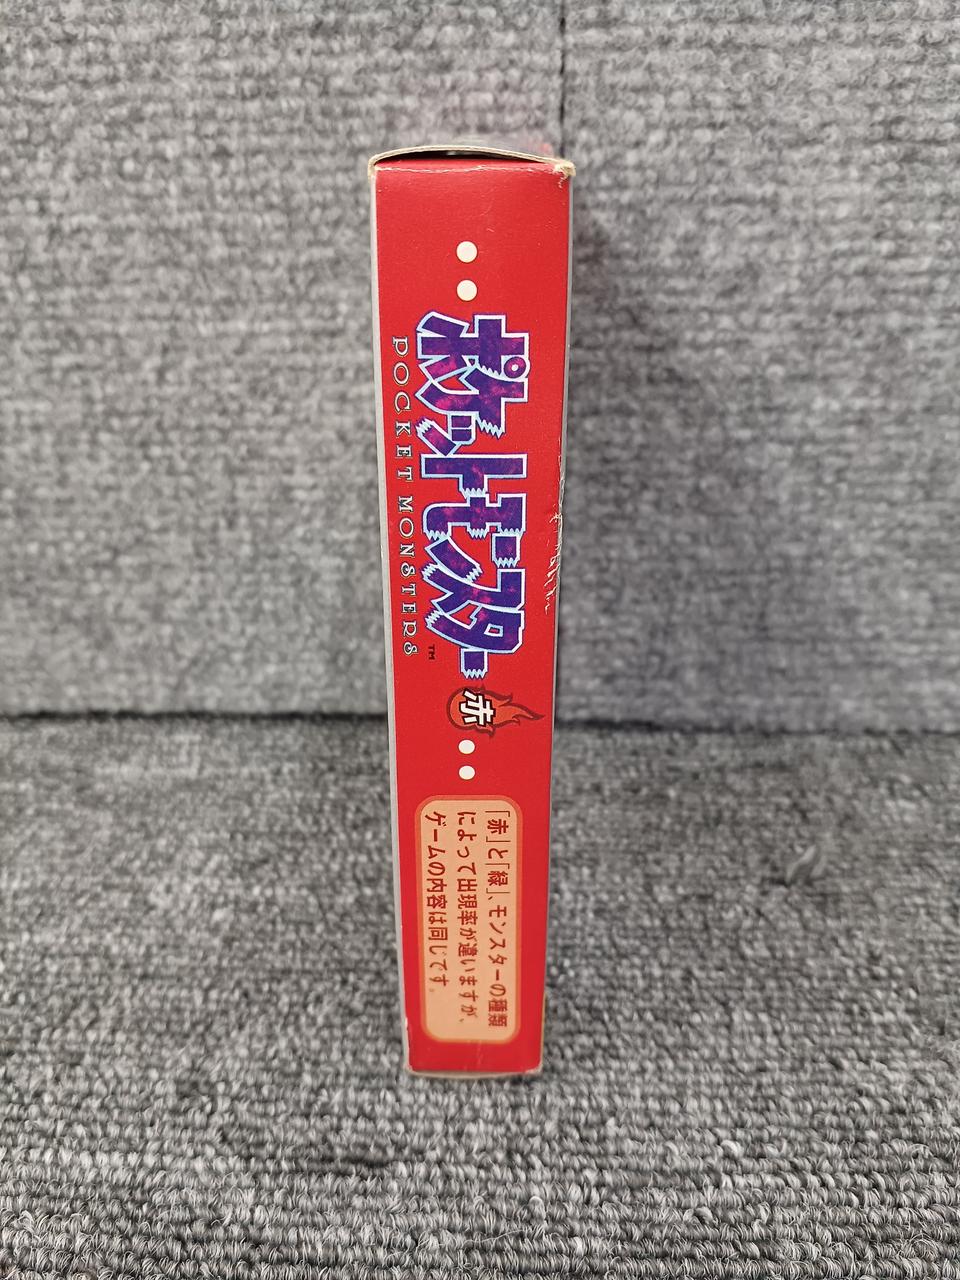 ポケットモンスター
POCKET MONSTERS
TM
赤
「赤」と「緑」、モンスターの種類
によって出現率が違いますが、
ゲームの内容は同じです。